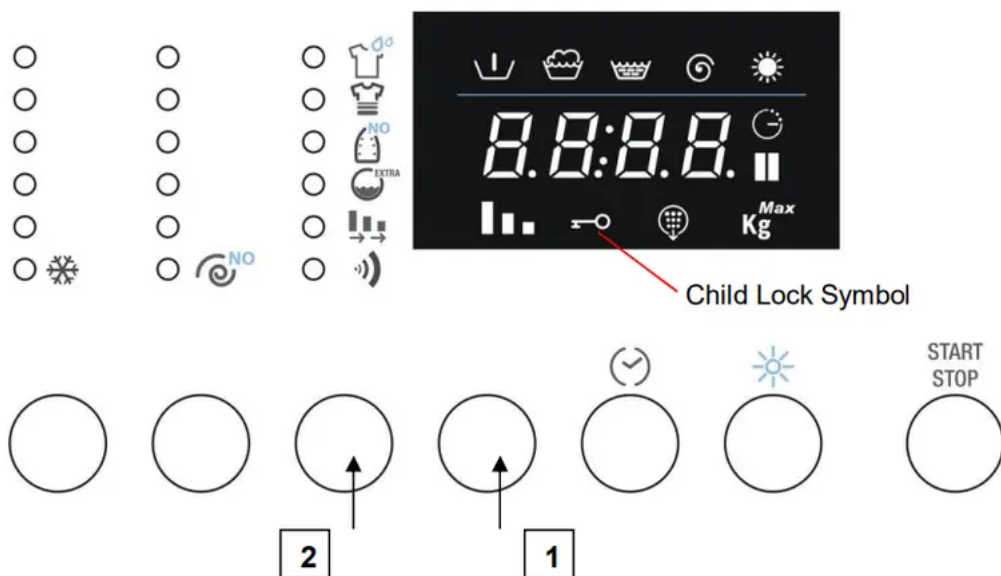 NO
EXTRA
NO
8.8:8.8.
Kg Max
Child Lock Symbol
START
STOP
2
1